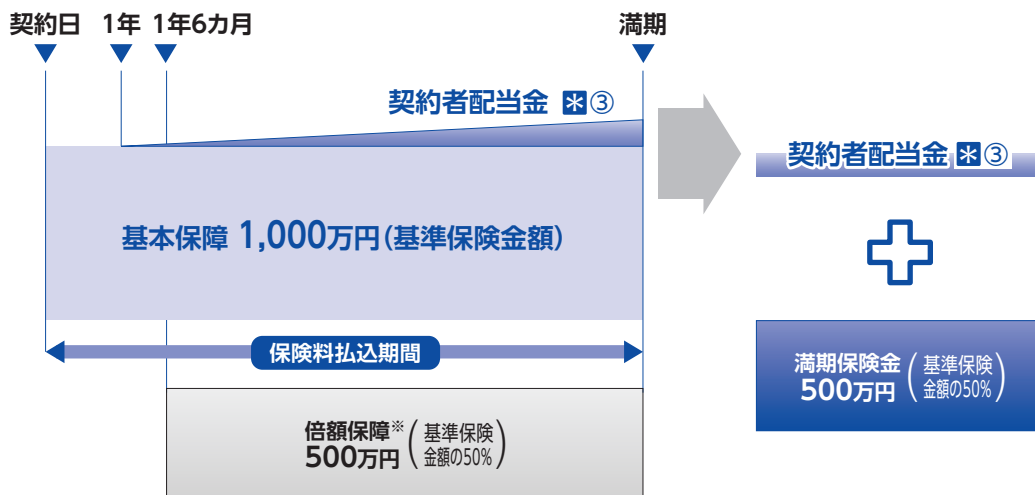 契約日 1年 1年6カ月 満期
契約者配当金 *③
基本保障 1,000万円(基準保険金額)
保険料払込期間
倍額保障※
500万円
(基準保険
金額の50%)
契約者配当金 *③
満期保険金
500万円
(基準保険
金額の50%)